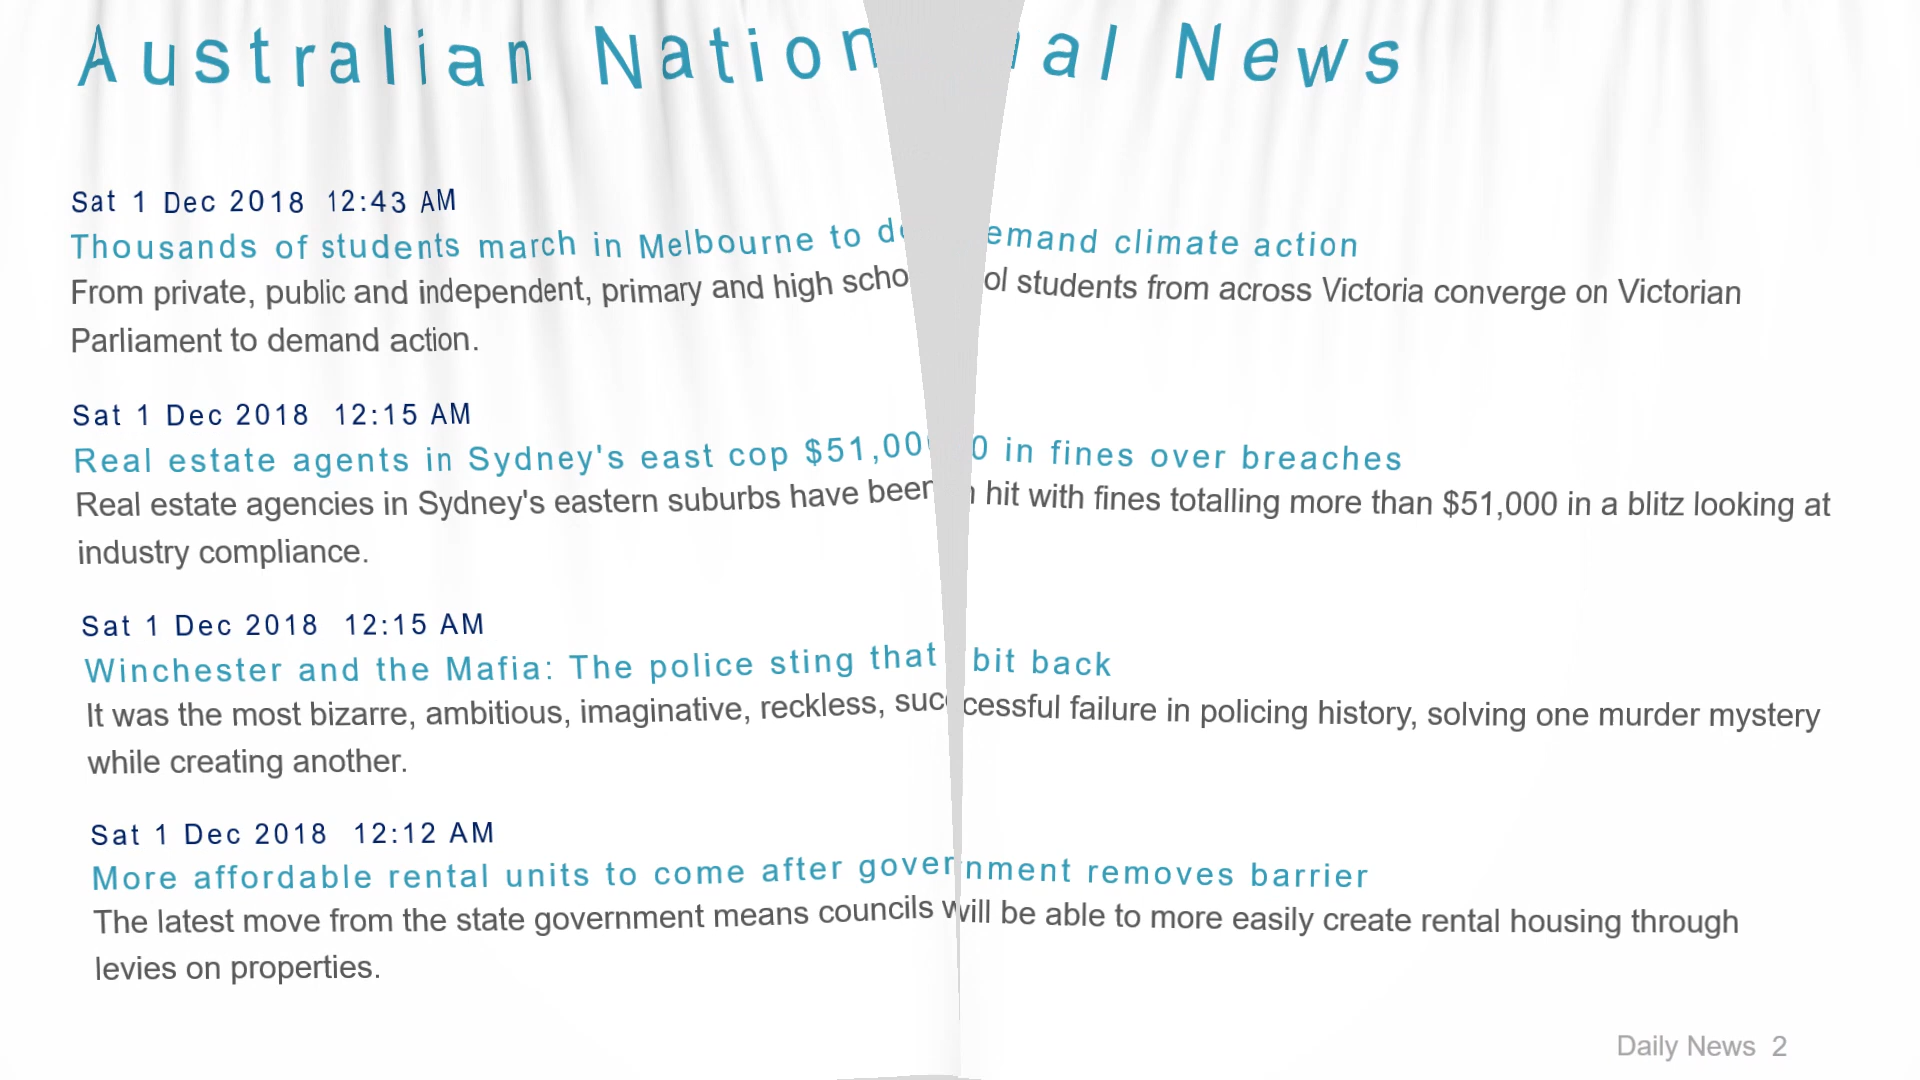 Australian National News
Sat 1 Dec 2018 12:43 AM
Thousands of students march in Melbourne to demand climate action
From private, public and independent, primary and high school students from across Victoria converge on Victorian
Parliament to demand action.
Sat 1 Dec 2018 12:15 AM
Real estate agents in Sydney's east cop $51,000 in fines over breaches
Real estate agencies in Sydney's eastern suburbs have been hit with fines totalling more than $51,000 in a blitz looking at
industry compliance.
Sat 1 Dec 2018 12:15 AM
Winchester and the Mafia: The police sting that bit back
It was the most bizarre, ambitious, imaginative, reckless, successful failure in policing history, solving one murder mystery
while creating another.
Sat 1 Dec 2018 12:12 AM
More affordable rental units to come after government removes barrier
The latest move from the state government means councils will be able to more easily create rental housing through
levies on properties.
Daily News 2